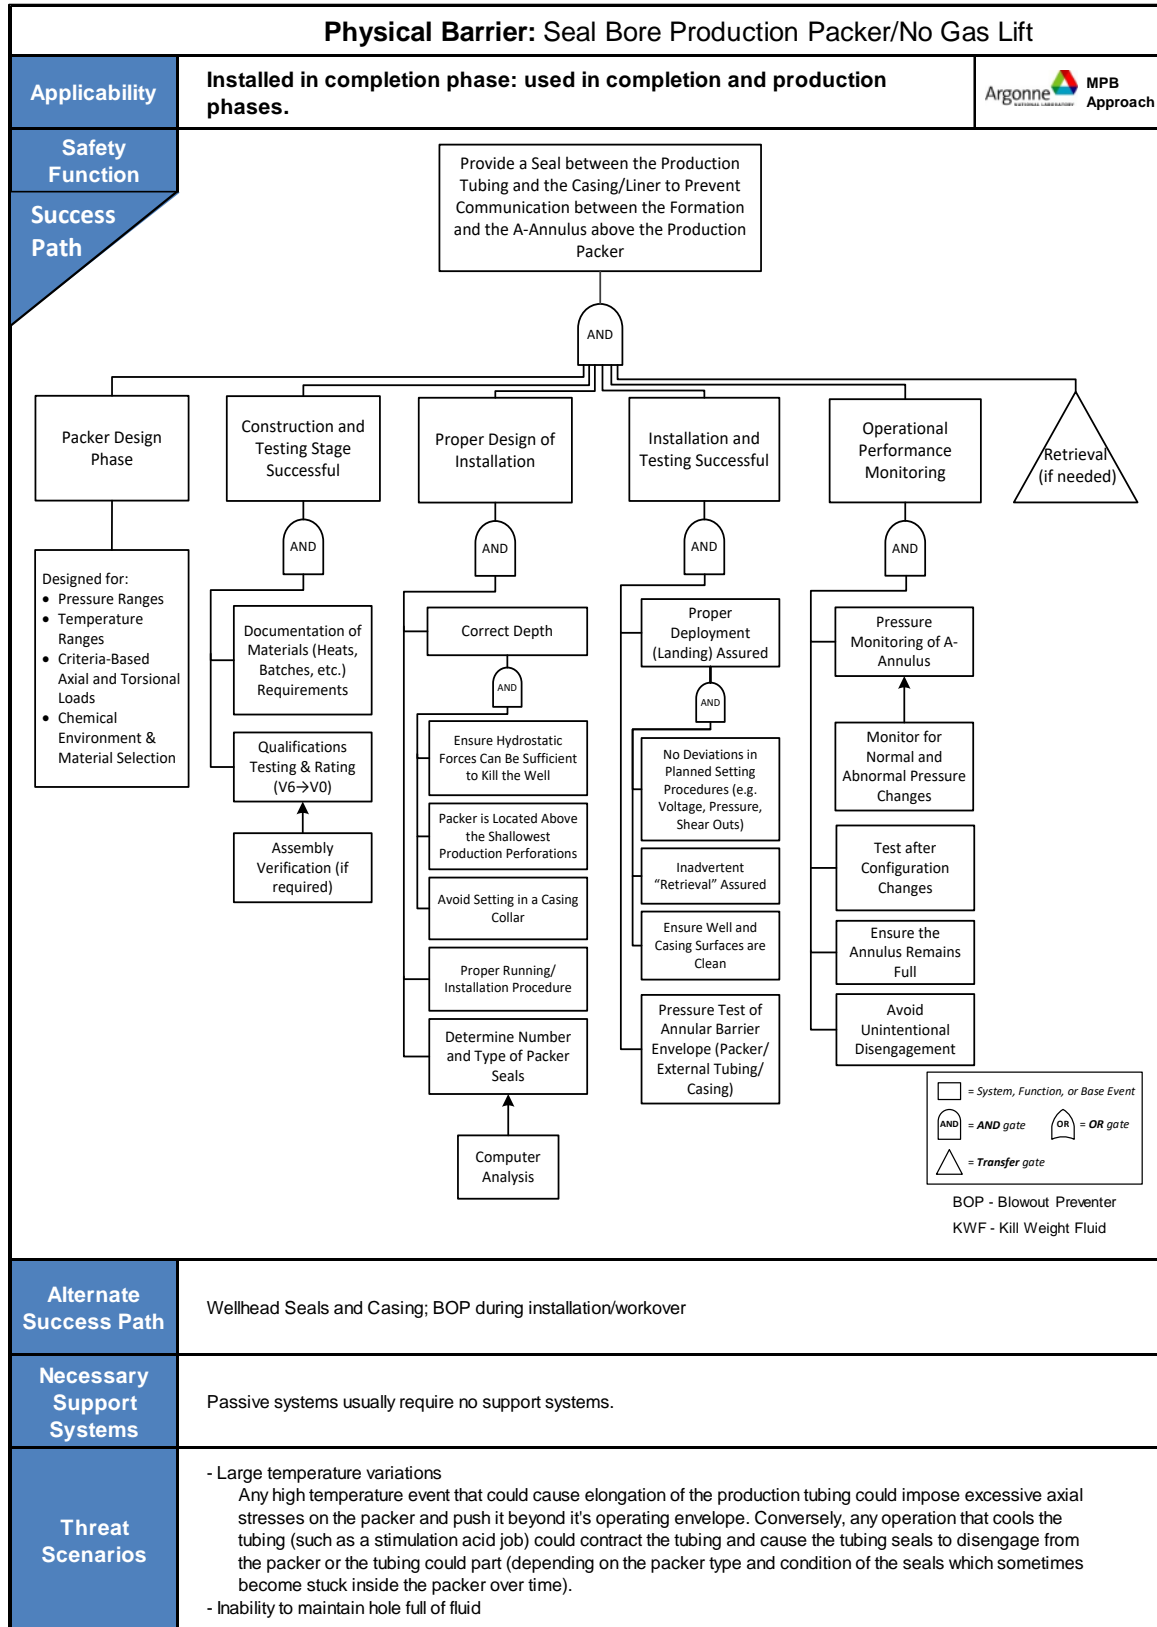 Physical Barrier: Seal Bore Production Packer/No Gas Lift
Applicability
Installed in completion phase: used in completion and production
phases.
Argonne
NATIONAL LABORATORY
MPB
Approach
Safety
Function
Success
Path
Provide a Seal between the Production
Tubing and the Casing/Liner to Prevent
Communication between the Formation
and the A-Annulus above the Production
Packer
AND
Packer Design
Phase
Construction and
Testing Stage
Successful
Proper Design of
Installation
Installation and
Testing Successful
Operational
Performance
Monitoring
Retrieval
(if needed)
AND
AND
AND
AND
Designed for:
• Pressure Ranges
• Temperature
Ranges
• Criteria-Based
Axial and Torsional
Loads
• Chemical
Environment &
Material Selection
Documentation of
Materials (Heats,
Batches, etc.)
Requirements
Qualifications
Testing & Rating
(V6→V0)
Assembly
Verification (if
required)
Correct Depth
AND
Ensure Hydrostatic
Forces Can Be Sufficient
to Kill the Well
Packer is Located Above
the Shallowest
Production Perforations
Avoid Setting in a Casing
Collar
Proper Running/
Installation Procedure
Determine Number
and Type of Packer
Seals
Computer
Analysis
Proper
Deployment
(Landing) Assured
AND
No Deviations in
Planned Setting
Procedures (e.g.
Voltage, Pressure,
Shear Outs)
Inadvertent
“Retrieval” Assured
Ensure Well and
Casing Surfaces are
Clean
Pressure Test of
Annular Barrier
Envelope (Packer/
External Tubing/
Casing)
Pressure
Monitoring of A-
Annulus
Monitor for
Normal and
Abnormal Pressure
Changes
Test after
Configuration
Changes
Ensure the
Annulus Remains
Full
Avoid
Unintentional
Disengagement
= System, Function, or Base Event
AND = AND gate OR = OR gate
= Transfer gate
BOP - Blowout Preventer
KWF - Kill Weight Fluid
Alternate
Success Path
Wellhead Seals and Casing; BOP during installation/workover
Necessary
Support
Systems
Passive systems usually require no support systems.
Threat
Scenarios
- Large temperature variations
Any high temperature event that could cause elongation of the production tubing could impose excessive axial
stresses on the packer and push it beyond it's operating envelope. Conversely, any operation that cools the
tubing (such as a stimulation acid job) could contract the tubing and cause the tubing seals to disengage from
the packer or the tubing could part (depending on the packer type and condition of the seals which sometimes
become stuck inside the packer over time).
- Inability to maintain hole full of fluid